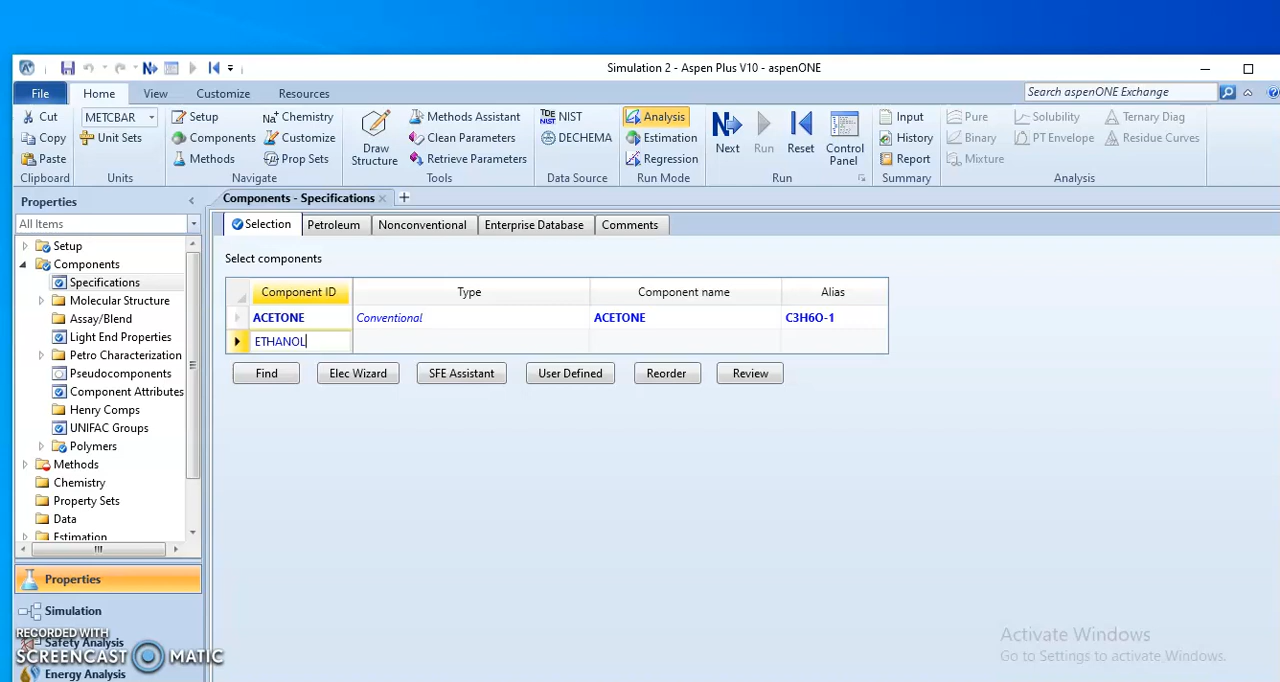 Simulation 2 - Aspen Plus V10 - aspenONE
File Home View Customize Resources
Search aspenONE Exchange
Cut
Copy
Paste
Clipboard
METCBAR
Unit Sets
Units
Setup
Components
Methods
Chemistry
Customize
Prop Sets
Navigate
Draw
Structure
Methods Assistant
Clean Parameters
Retrieve Parameters
Tools
TDE NIST
NIST
DECHEMA
Data Source
Analysis
Estimation
Regression
Run Mode
Next
Run
Reset
Control
Panel
Run
Input
History
Report
Summary
Pure
Binary
Mixture
Solubility
PT Envelope
Ternary Diag
Residue Curves
Analysis
Properties
All Items
Setup
Components
Specifications
Molecular Structure
Assay/Blend
Light End Properties
Petro Characterization
Pseudocomponents
Component Attributes
Henry Comps
UNIFAC Groups
Polymers
Methods
Chemistry
Property Sets
Data
Estimation
Properties
Simulation
Safety Analysis
Energy Analysis
Components - Specifications
Selection Petroleum Nonconventional Enterprise Database Comments
Select components
Component ID Type Component name Alias
ACETONE Conventional ACETONE C3H6O-1
ETHANOL
Find Elec Wizard SFE Assistant User Defined Reorder Review
RECORDED WITH
SCREENCAST MATIC
Activate Windows
Go to Settings to activate Windows.